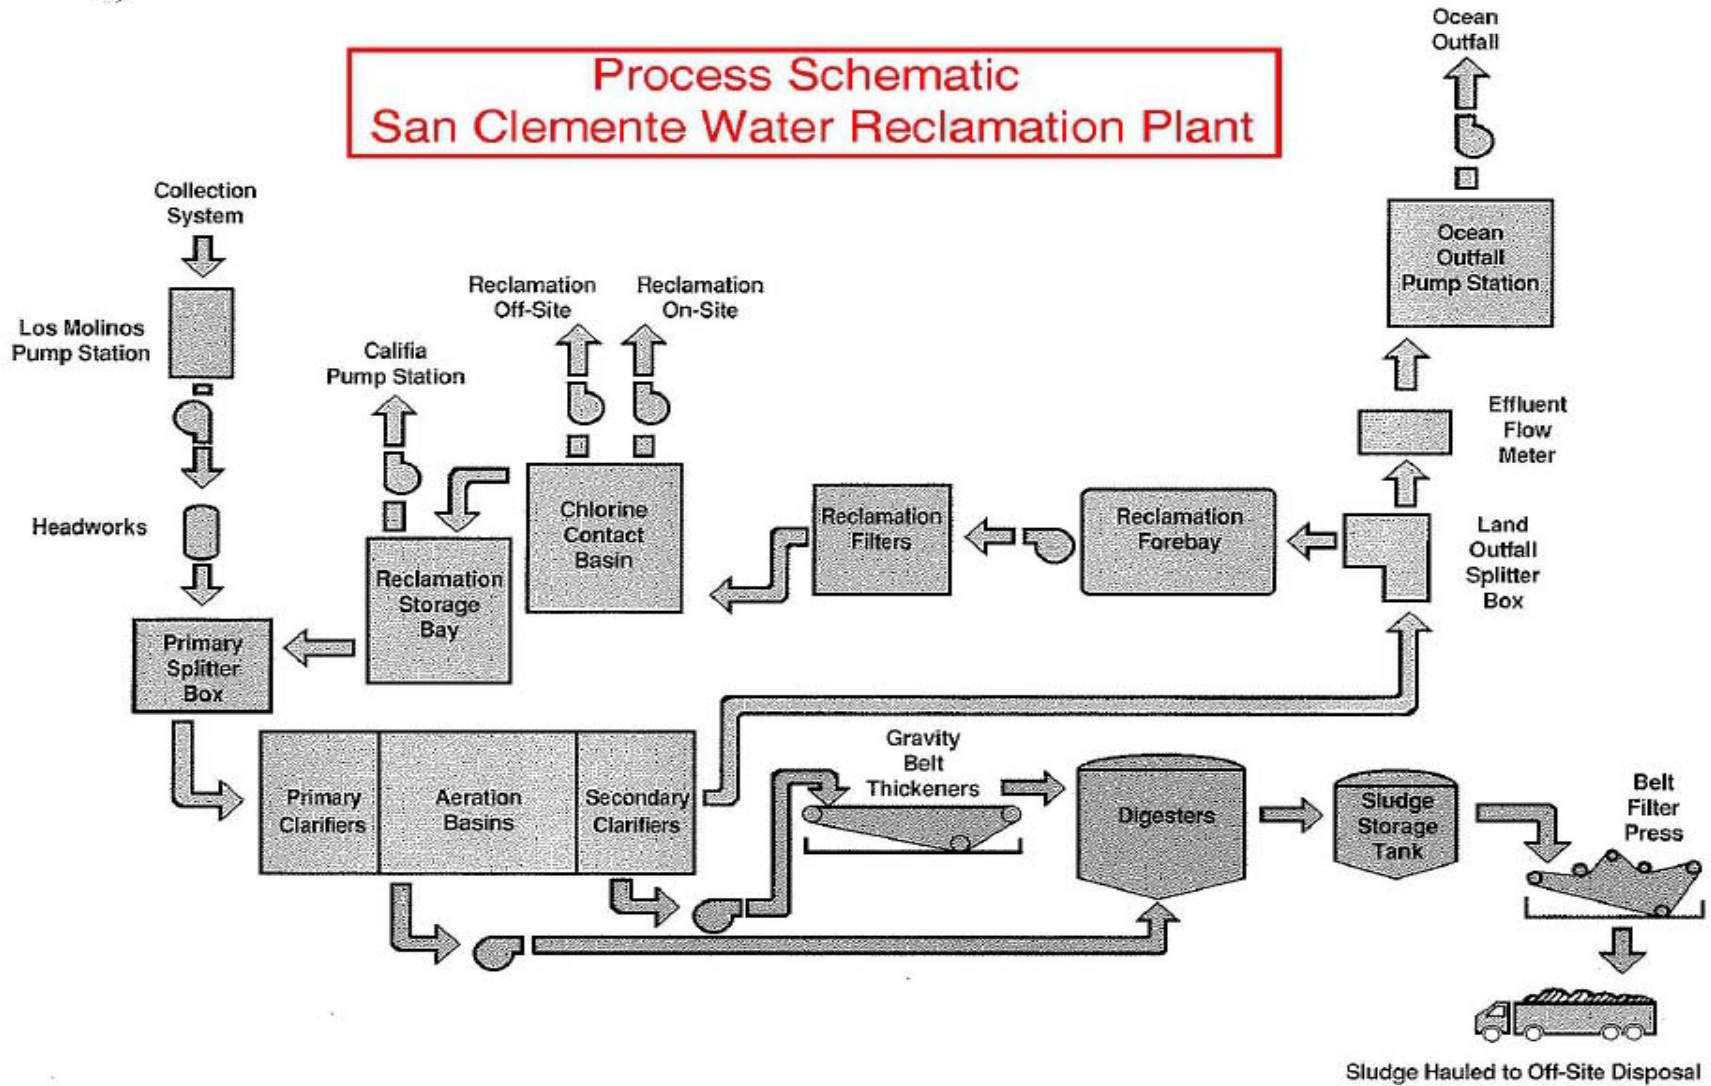 Process Schematic
San Clemente Water Reclamation Plant
Ocean
Outfall
Collection
System
Ocean
Outfall
Pump Station
Reclamation
Off-Site
Reclamation
On-Site
Los Molinos
Pump Station
Califia
Pump Station
Effluent
Flow
Meter
Headworks
Chlorine
Contact
Basin
Reclamation
Filters
Reclamation
Forebay
Land
Outfall
Splitter
Box
Reclamation
Storage
Bay
Primary
Splitter
Box
Primary
Clarifiers
Aeration
Basins
Secondary
Clarifiers
Gravity
Belt
Thickeners
Digesters
Sludge
Storage
Tank
Belt
Filter
Press
Sludge Hauled to Off-Site Disposal